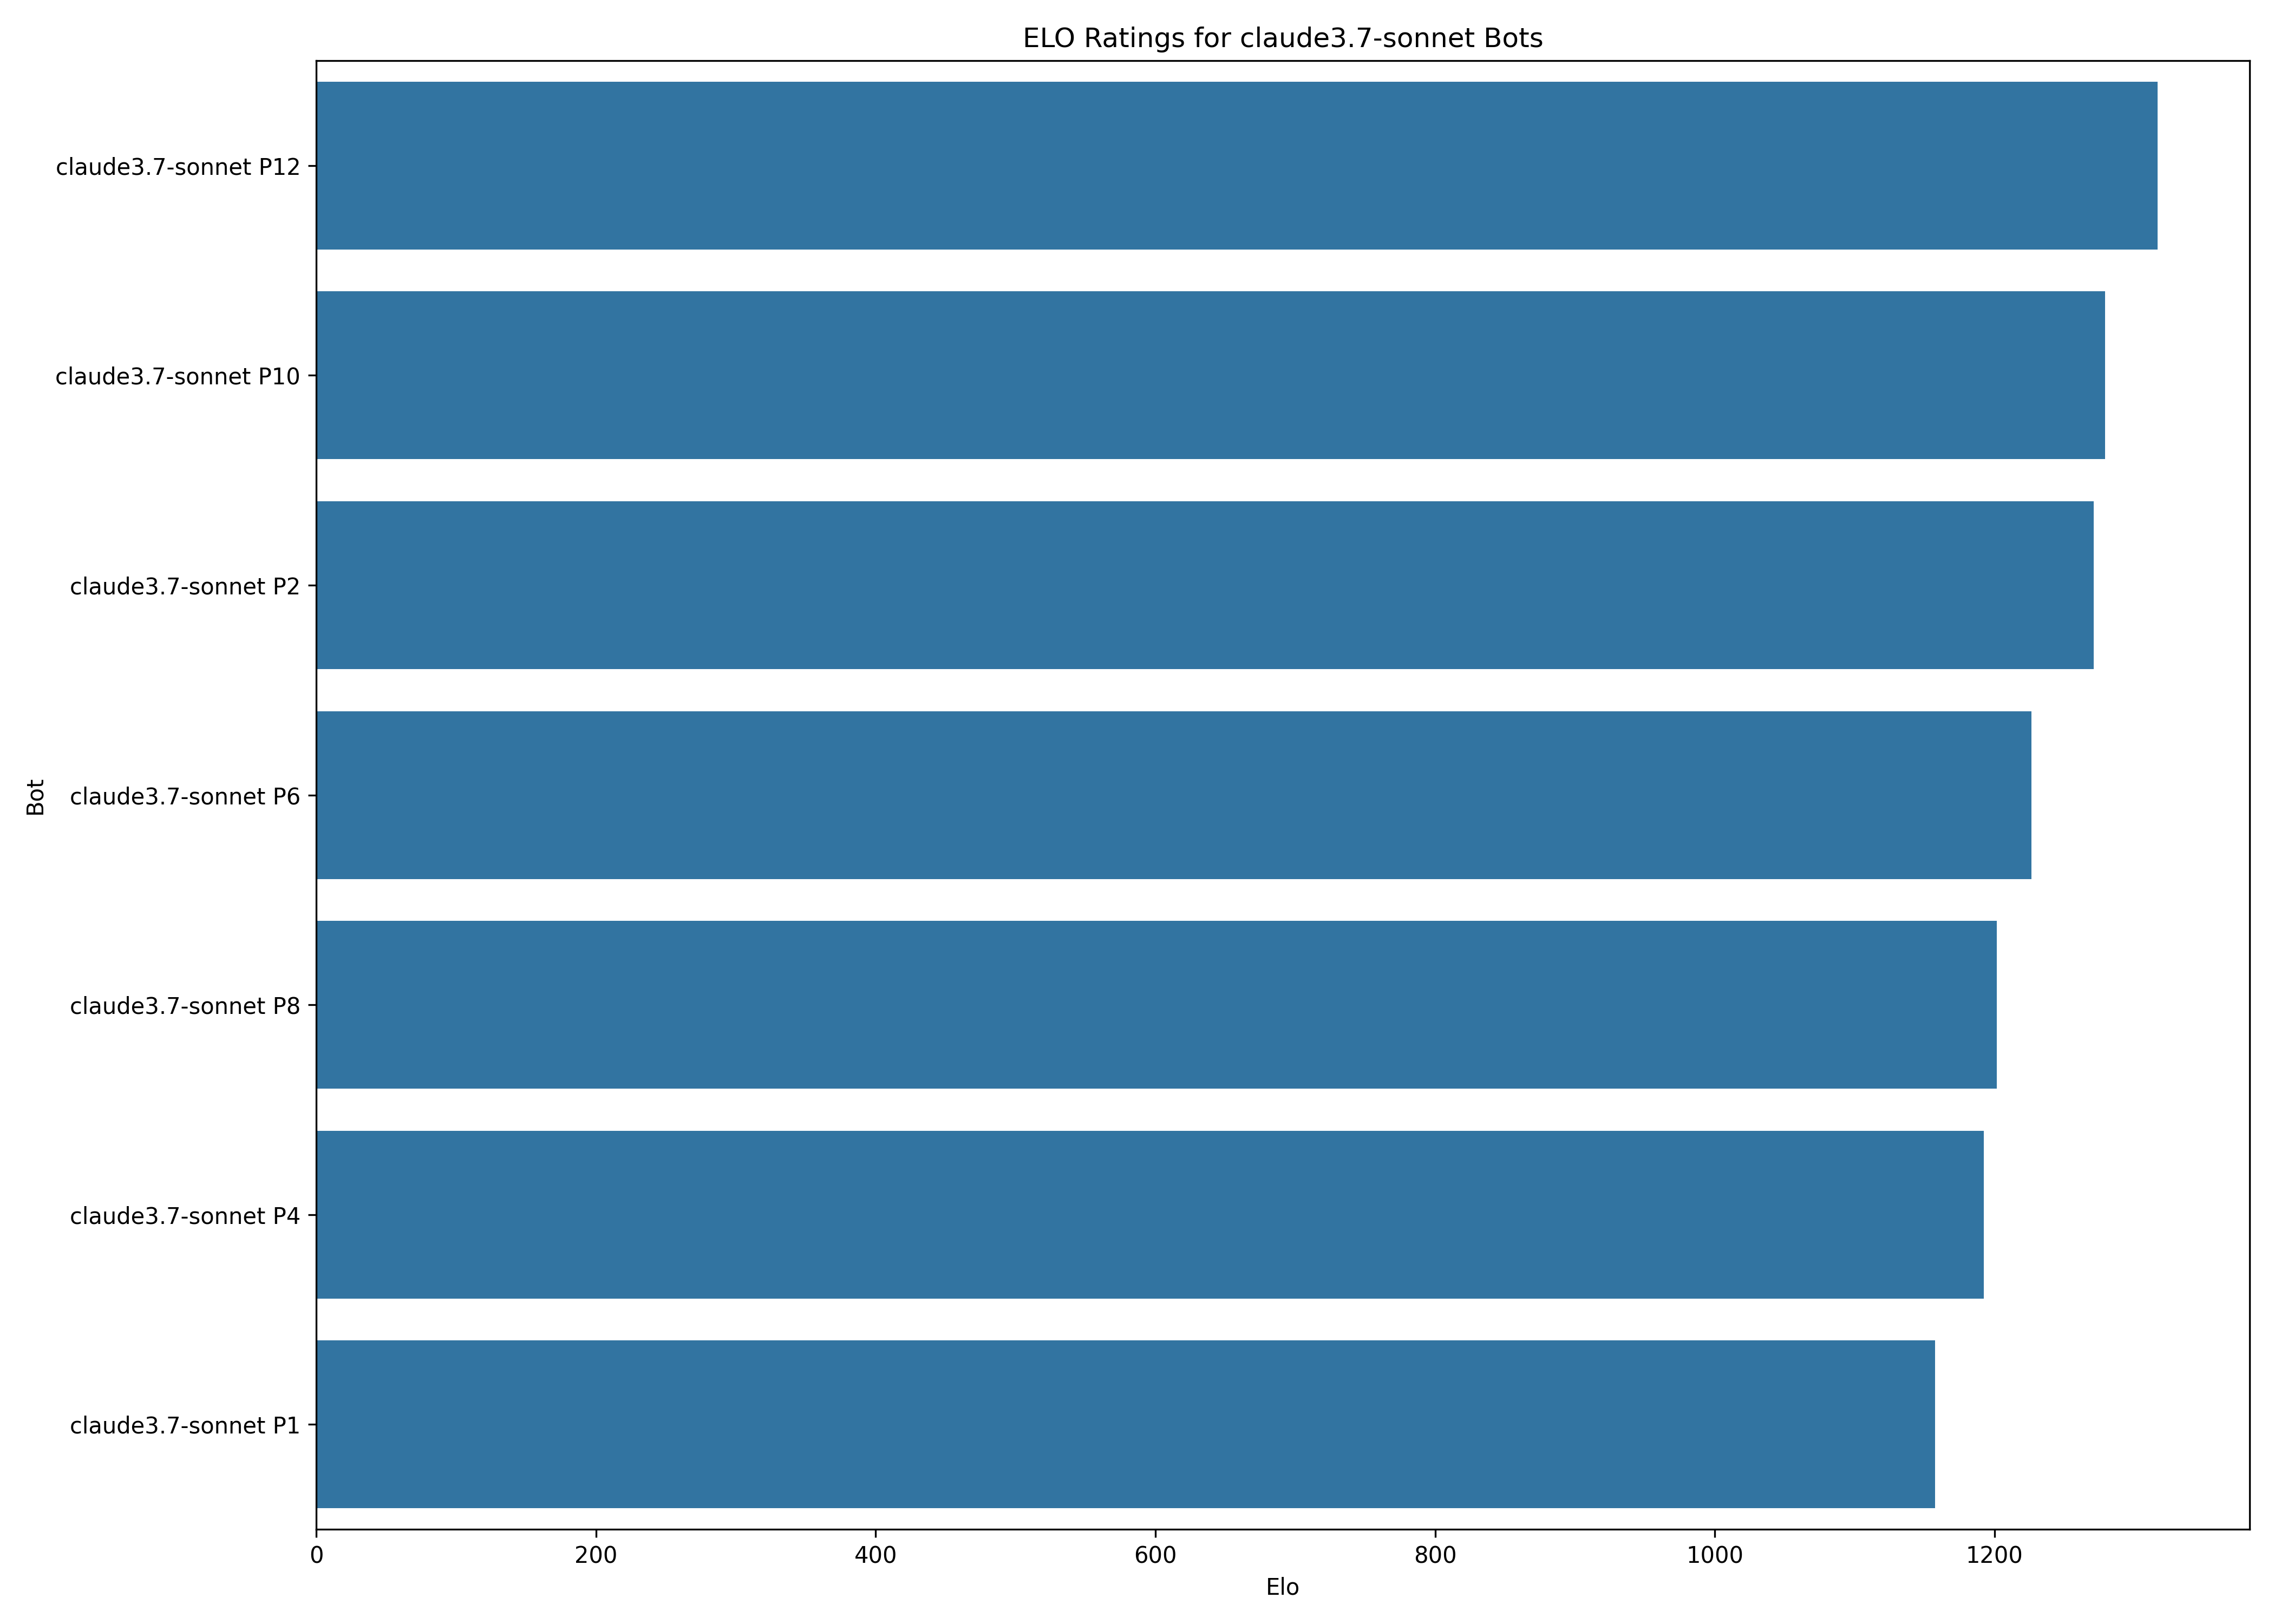 ELO Ratings for claude3.7-sonnet Bots
claude3.7-sonnet P12
claude3.7-sonnet P10
claude3.7-sonnet P2
claude3.7-sonnet P6
claude3.7-sonnet P8
claude3.7-sonnet P4
claude3.7-sonnet P1
Bot
0 200 400 600 800 1000 1200
Elo